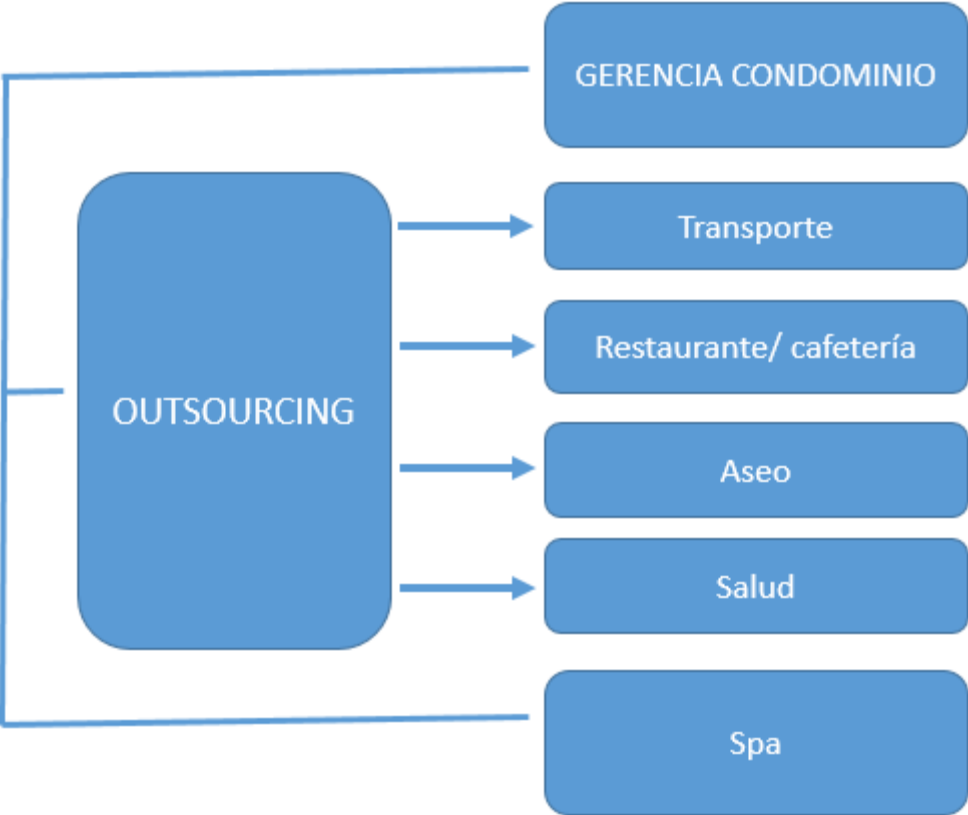 GERENCIA CONDOMINIO
Transporte
Restaurante/ cafetería
OUTSOURCING
Aseo
Salud
Spa